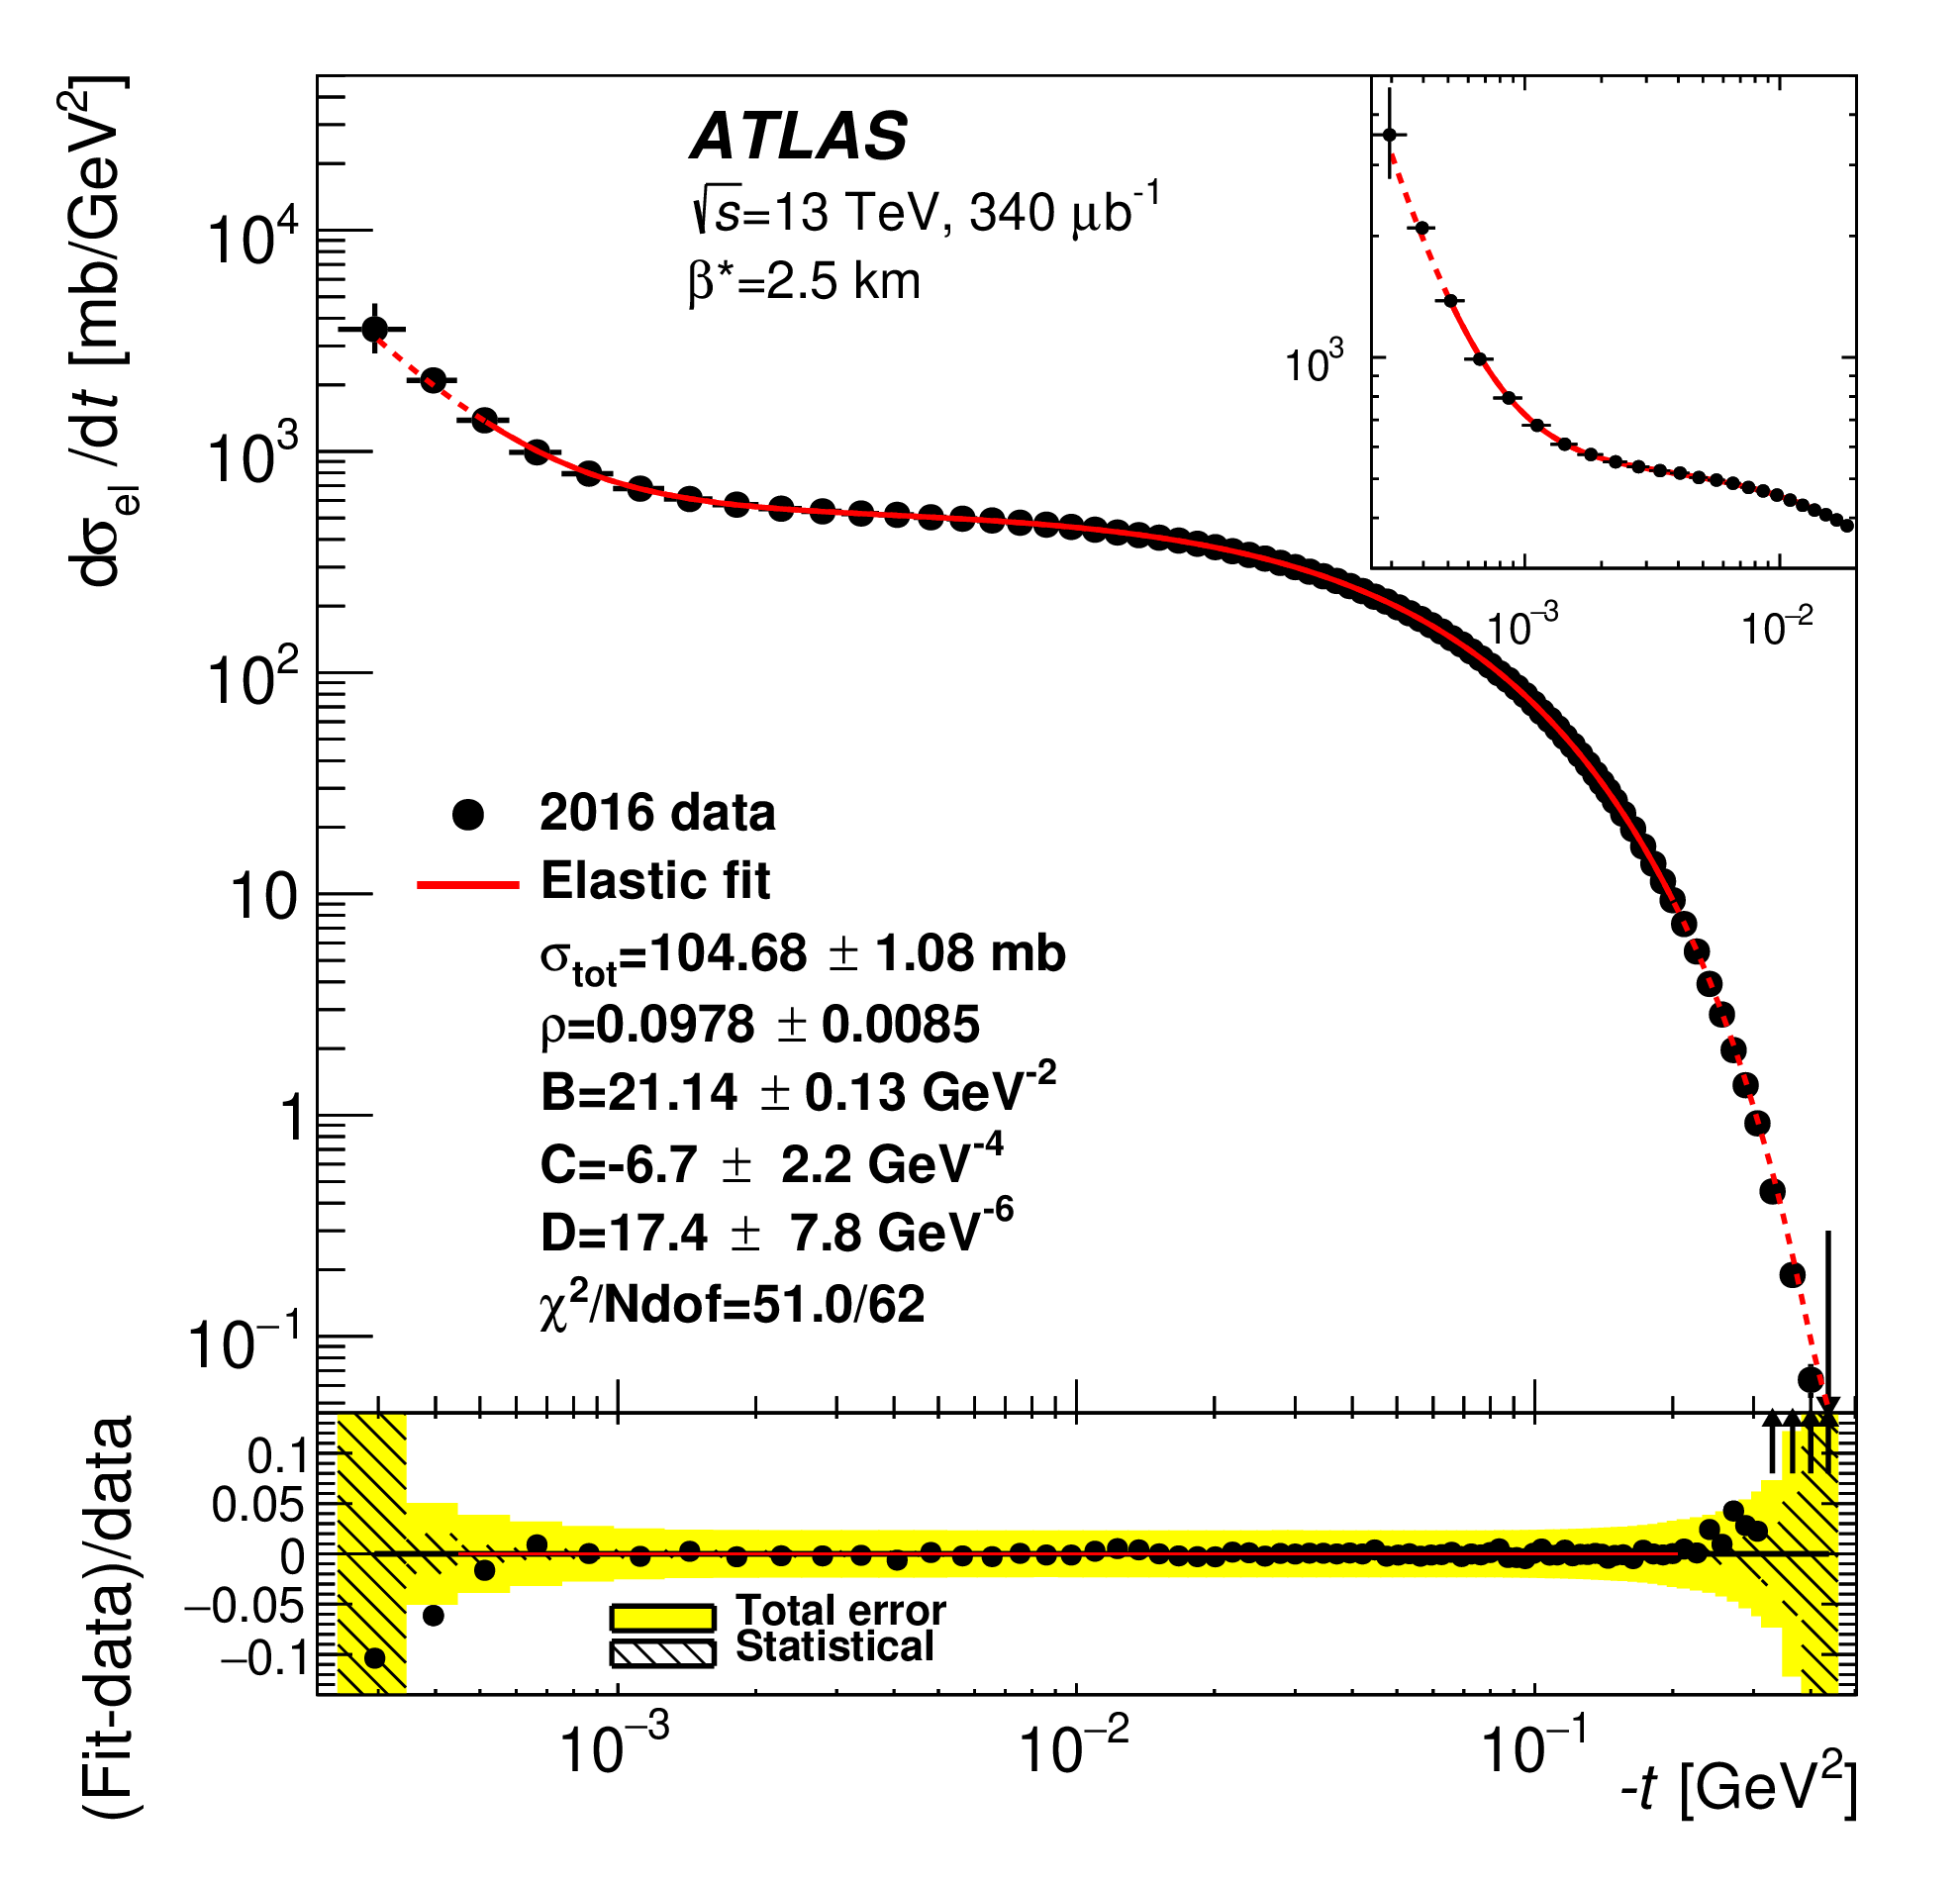 ATLAS
√s=13 TeV, 340 μb⁻¹
β*=2.5 km
dσ_el/dt [mb/GeV²]
10⁴
10³
10²
10
1
10⁻¹
10³
10⁻³ 10⁻²
2016 data
Elastic fit
σ_tot=104.68 ± 1.08 mb
ρ=0.0978 ± 0.0085
B=21.14 ± 0.13 GeV⁻²
C=-6.7 ± 2.2 GeV⁻⁴
D=17.4 ± 7.8 GeV⁻⁶
χ²/Ndof=51.0/62
(Fit-data)/data
0.1
0.05
0
−0.05
−0.1
Total error
Statistical
10⁻³ 10⁻² 10⁻¹
-t [GeV²]